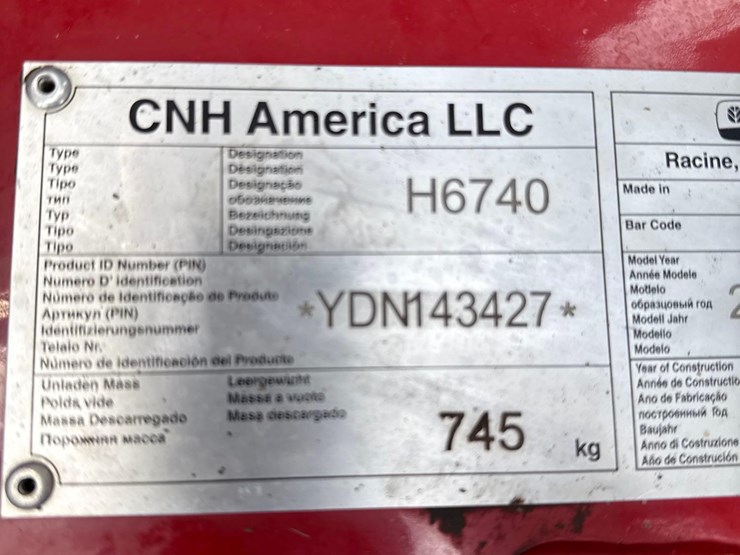 CNH America LLC
Type
Type
Tipo
тип
Typ
Tipo
Tipo
Designation
Désignation
Designação
обозначение
Bezeichnung
Desingazione
Designación
H6740
Product ID Number (PIN)
Numero D' Identification
Número de Identificação de Produto
Артикул (PIN)
Identifizierungsnummer
Telaio Nr.
Número de Identificación del Producto
*YDN143427*
Unladen Mass
Poids vide
Massa Descarregado
Порожняя масса
Leergewicht
Massa a vuoto
Masa descargado
745 kg
Racine,
Made in
Bar Code
Model Year
Année Modele
Modelo
образцовый год
Modell Jahr
Modello
Modelo
2
Year of Construction
Année de Constructio
Ano de Fabricação
построенный год
Baujahr
Anno di Costruzione
Año de Construción